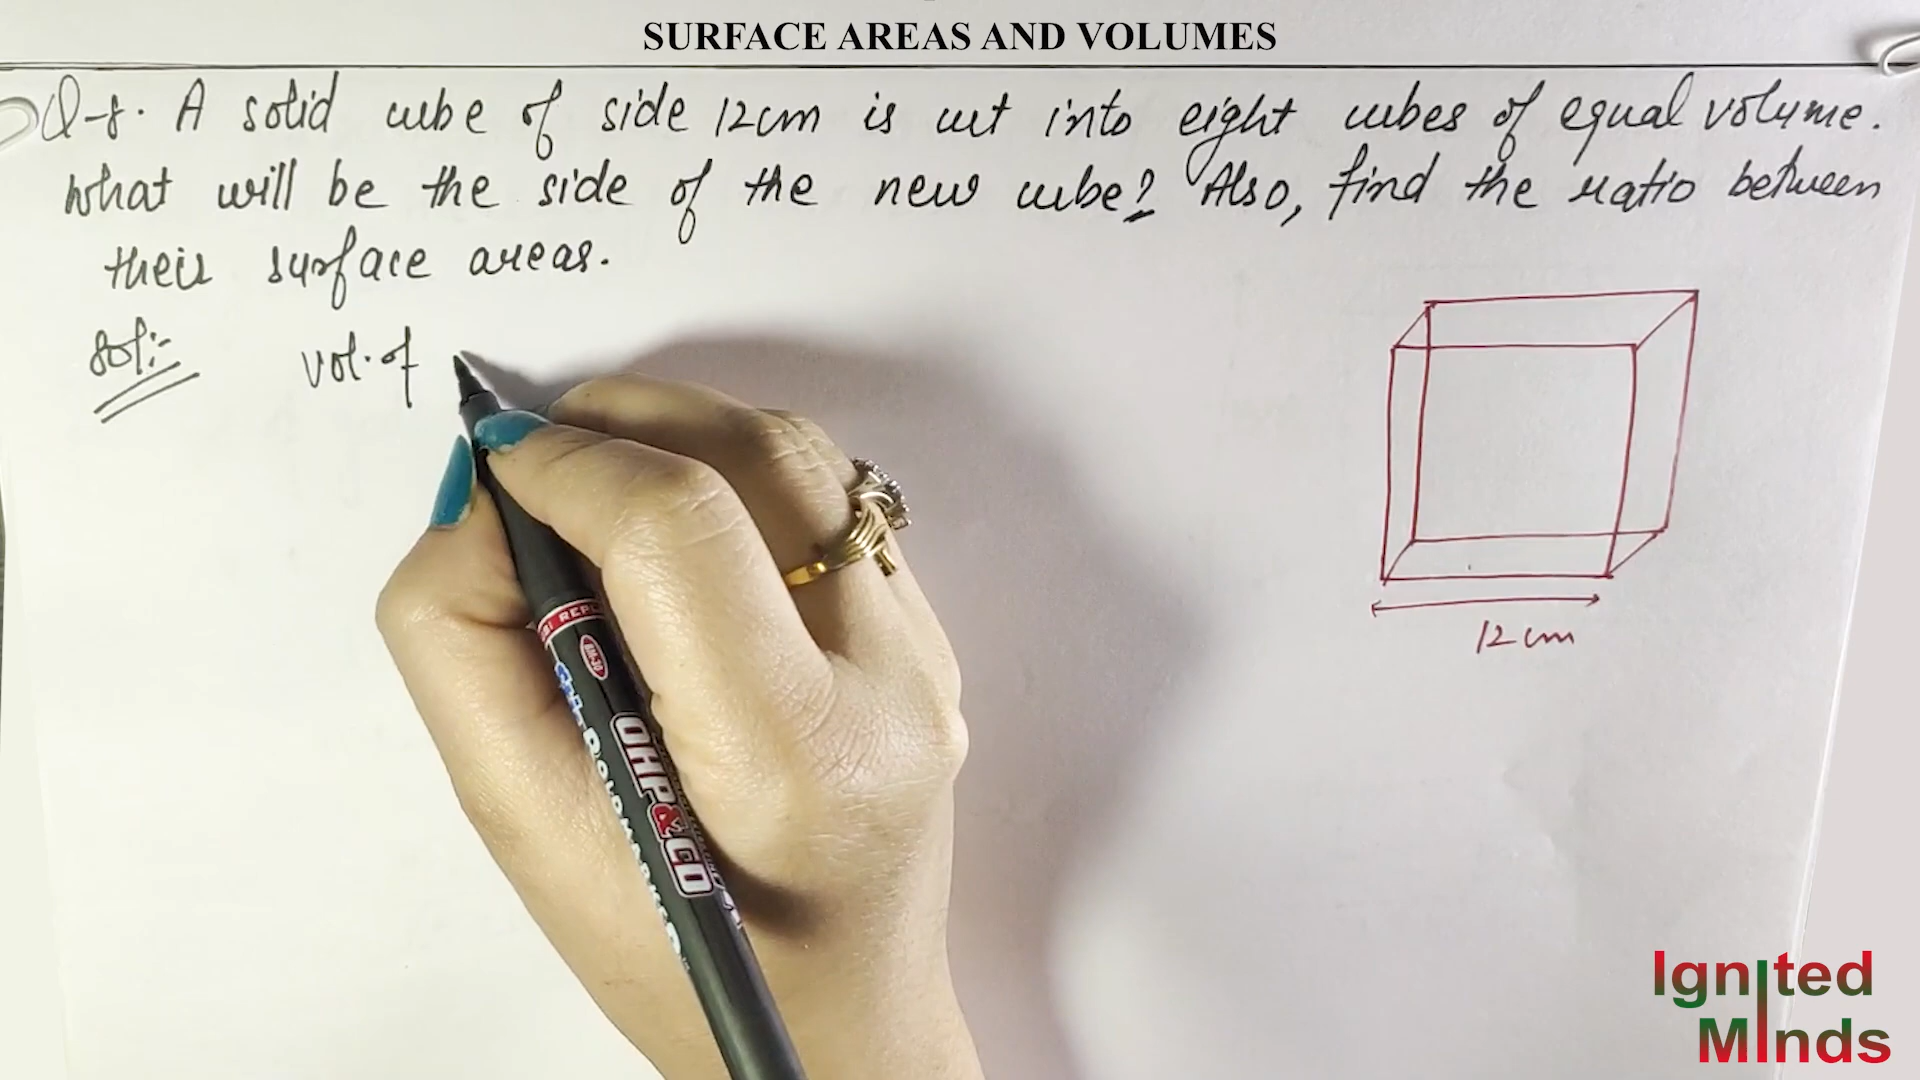 SURFACE AREAS AND VOLUMES
Q-8. A solid cube of side 12cm is cut into eight cubes of equal volume.
What will be the side of the new cube? Also, find the ratio between
their surface areas.
Sol:-
Vol. of
12cm
OHP & CD
Ignited
Minds